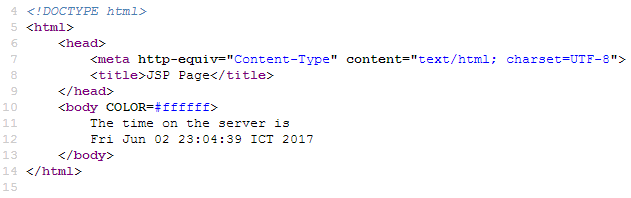 4 <!DOCTYPE html>
5 <html>
6     <head>
7         <meta http-equiv="Content-Type" content="text/html; charset=UTF-8">
8         <title>JSP Page</title>
9     </head>
10     <body COLOR=#ffffff>
11         The time on the server is
12         Fri Jun 02 23:04:39 ICT 2017
13     </body>
14 </html>
15